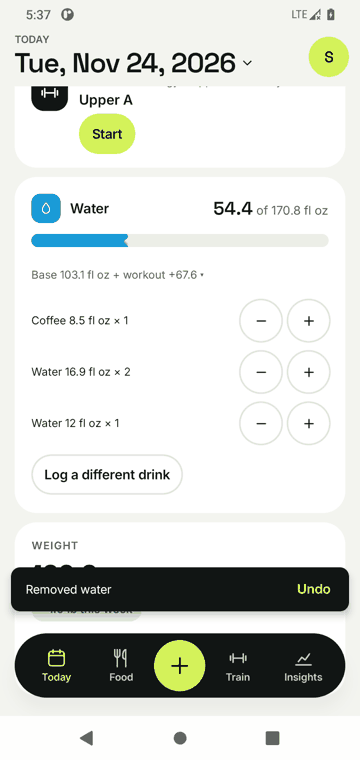 5:37
LTE
TODAY
Tue, Nov 24, 2026
S
Upper A
Start
Water
54.4 of 170.8 fl oz
Base 103.1 fl oz + workout +67.6
Coffee 8.5 fl oz × 1
Water 16.9 fl oz × 2
Water 12 fl oz × 1
Log a different drink
WEIGHT
Removed water
Undo
Today
Food
Train
Insights